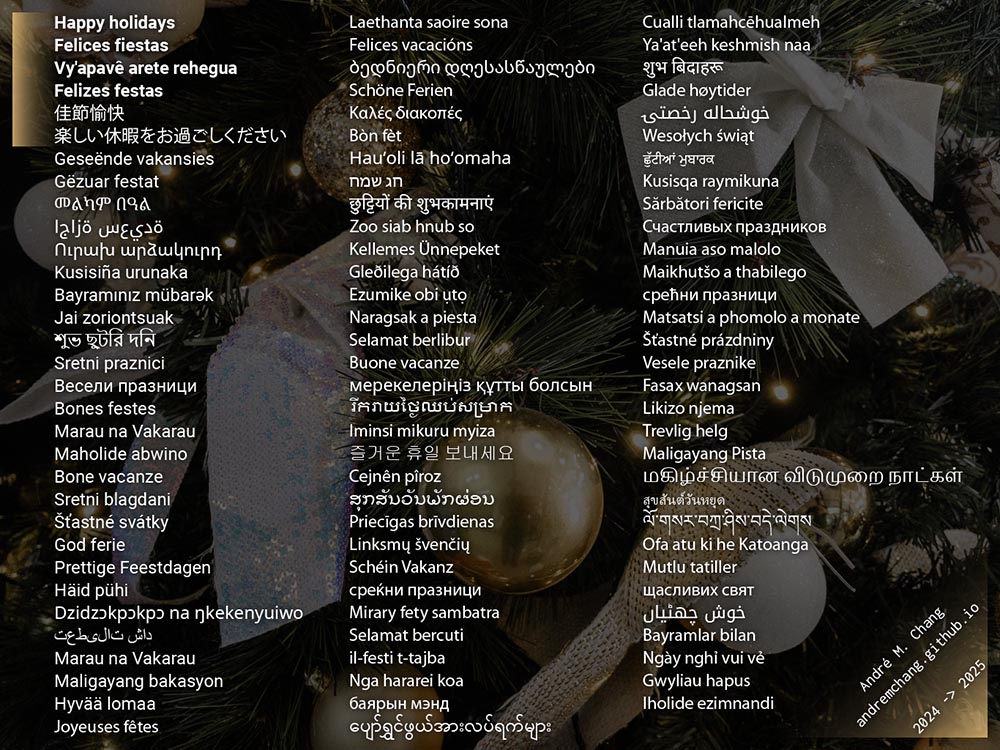 Happy holidays
Felices fiestas
Vy'apavê arete rehegua
Felizes festas
佳節愉快
楽しい休暇をお過ごしください
Geseënde vakansies
Gëzuar festat
መልካም በዓል
Ուրախ արձակուրդ
Kusisiña urunaka
Bayramınız mübarək
Jai zoriontsuak
শুভ ছুটরি দনি
Sretni praznici
Весели празници
Bones festes
Marau na Vakarau
Maholide abwino
Bone vacanze
Sretni blagdani
Šťastné svátky
God ferie
Prettige Feestdagen
Häid pühi
Dzidzɔkpɔkpɔ na ŋkekenyuiwo
Marau na Vakarau
Maligayang bakasyon
Hyvää lomaa
Joyeuses fêtes
Laethanta saoire sona
Felices vacacións
ბედნიერი დღესასწაულები
Schöne Ferien
Καλές διακοπές
Bòn fèt
Hauʻoli lā hoʻomaha
חג שמח
छुट्टियों की शुभकामनाएं
Zoo siab hnub so
Kellemes Ünnepeket
Gleðilega hátíð
Ezumike obi ụtọ
Naragsak a piesta
Selamat berlibur
Buone vacanze
мерекелеріңіз құтты болсын
រីករាយថ្ងៃឈប់សម្រាក
Iminsi mikuru myiza
즐거운 휴일 보내세요
Cejnên pîroz
ສຸກສັນວັນພັກຜ່ອນ
Priecīgas brīvdienas
Linksmų švenčių
Schéin Vakanz
среќни празници
Mirary fety sambatra
Selamat bercuti
il-festi t-tajba
Nga hararei koa
баярын мэнд
ပျော်ရွှင်ဖွယ်အားလပ်ရက်များ
Cualli tlamahcēhualmeh
Ya'at'eeh keshmish naa
शुभ बिदाहरू
Glade høytider
خوشحاله رخصتۍ
Wesołych świąt
ਛੁੱਟੀਆਂ ਮੁਬਾਰਕ
Kusisqa raymikuna
Sărbători fericite
Счастливых праздников
Manuia aso malolo
Maikhutšo a thabilego
срећни празници
Matsatsi a phomolo a monate
Šťastné prázdniny
Vesele praznike
Fasax wanagsan
Likizo njema
Trevlig helg
Maligayang Pista
மகிழ்ச்சியான விடுமுறை நாட்கள்
สุขสันต์วันหยุด
ལོ་གསར་བཀྲ་ཤིས་བདེ་ལེགས
Ofa atu ki he Katoanga
Mutlu tatiller
щасливих свят
خوش چھٹیاں
Bayramlar bilan
Ngày nghỉ vui vẻ
Gwyliau hapus
Iholide ezimnandi
André M. Chang
andremchang.github.io
2024 -> 2025